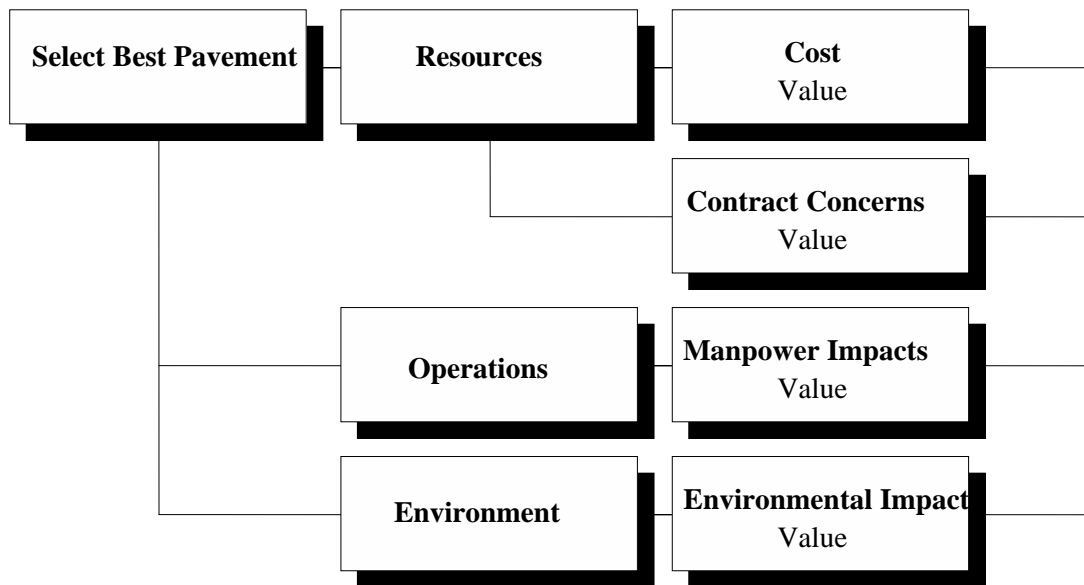 Select Best Pavement
Resources
Cost
Value
Contract Concerns
Value
Operations
Manpower Impacts
Value
Environment
Environmental Impact
Value